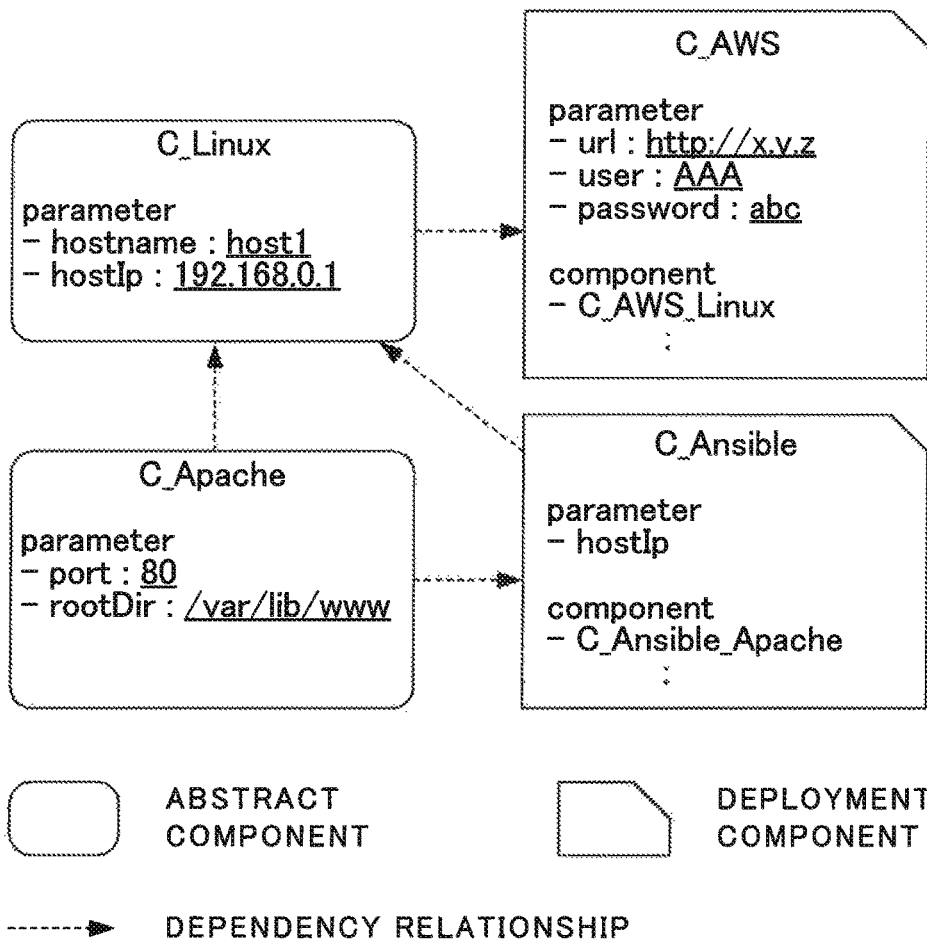 C_Linux
parameter
– hostname : host1
– hostIp : 192.168.0.1
C_AWS
parameter
– url : http://x.y.z
– user : AAA
– password : abc
component
– C_AWS_Linux
:
C_Apache
parameter
– port : 80
– rootDir : /var/lib/www
C_Ansible
parameter
– hostIp
component
– C_Ansible_Apache
:
ABSTRACT
COMPONENT
DEPLOYMENT
COMPONENT
DEPENDENCY RELATIONSHIP